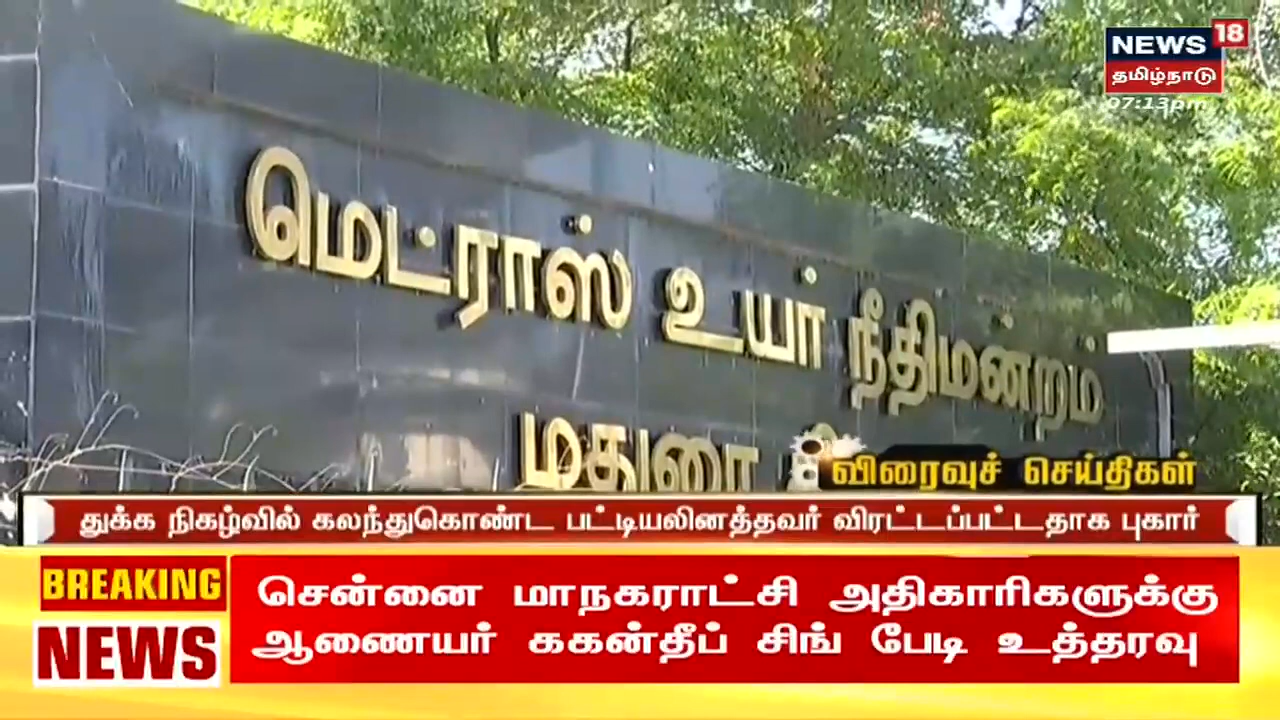 NEWS 18
தமிழ்நாடு
07:13pm
மெட்ராஸ் உயர் நீதிமன்றம்
மதுரை
விரைவுச் செய்திகள்
துக்க நிகழ்வில் கலந்துகொண்ட பட்டியலினத்தவர் விரட்டப்பட்டதாக புகார்
BREAKING
NEWS
சென்னை மாநகராட்சி அதிகாரிகளுக்கு
ஆணையர் ககன்தீப் சிங் பேடி உத்தரவு